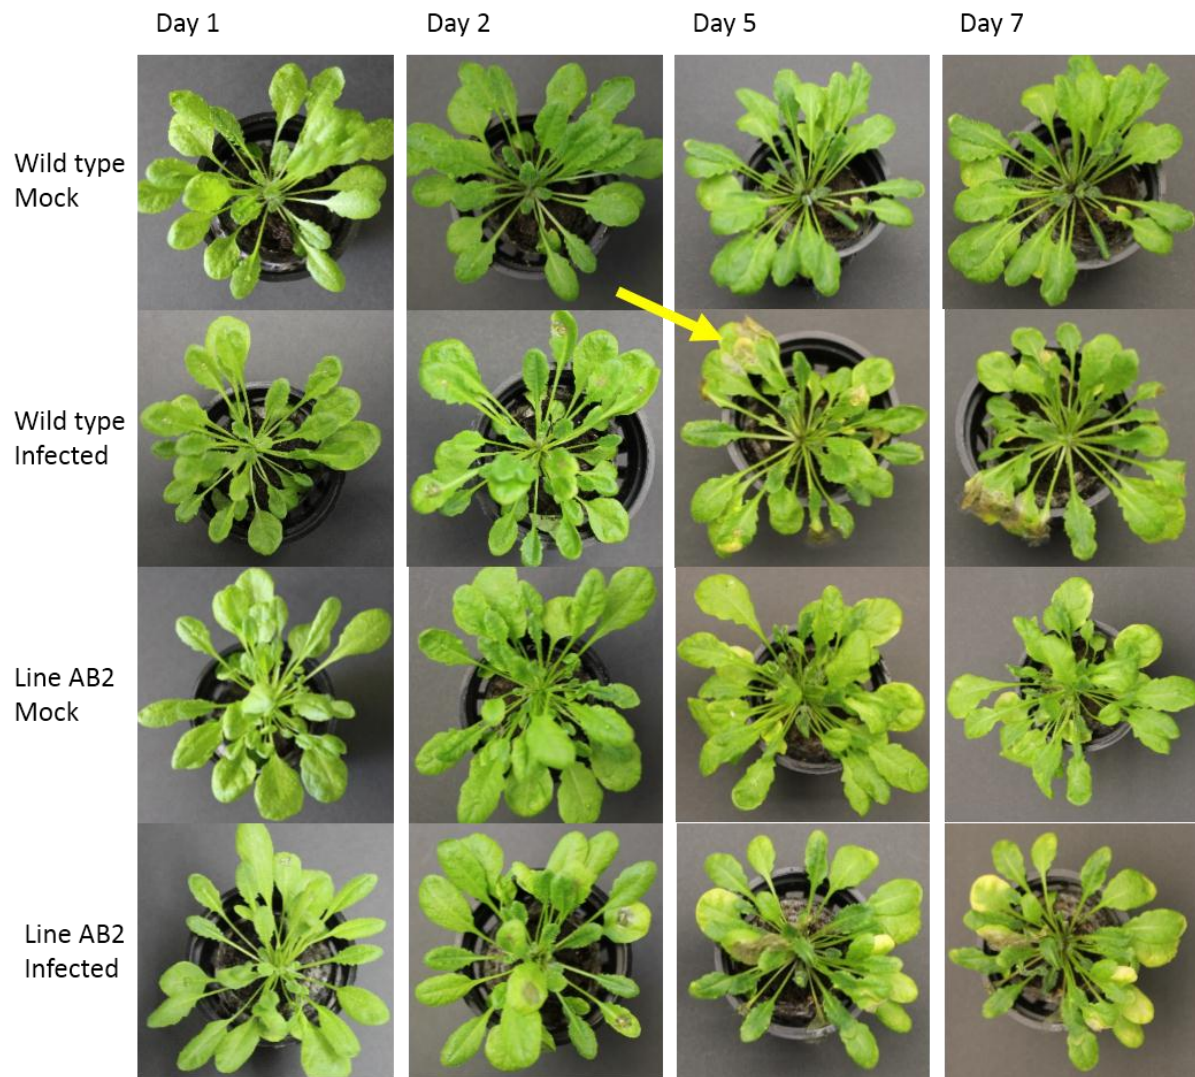 Day 1
Day 2
Day 5
Day 7
Wild type
Mock
Wild type
Infected
Line AB2
Mock
Line AB2
Infected